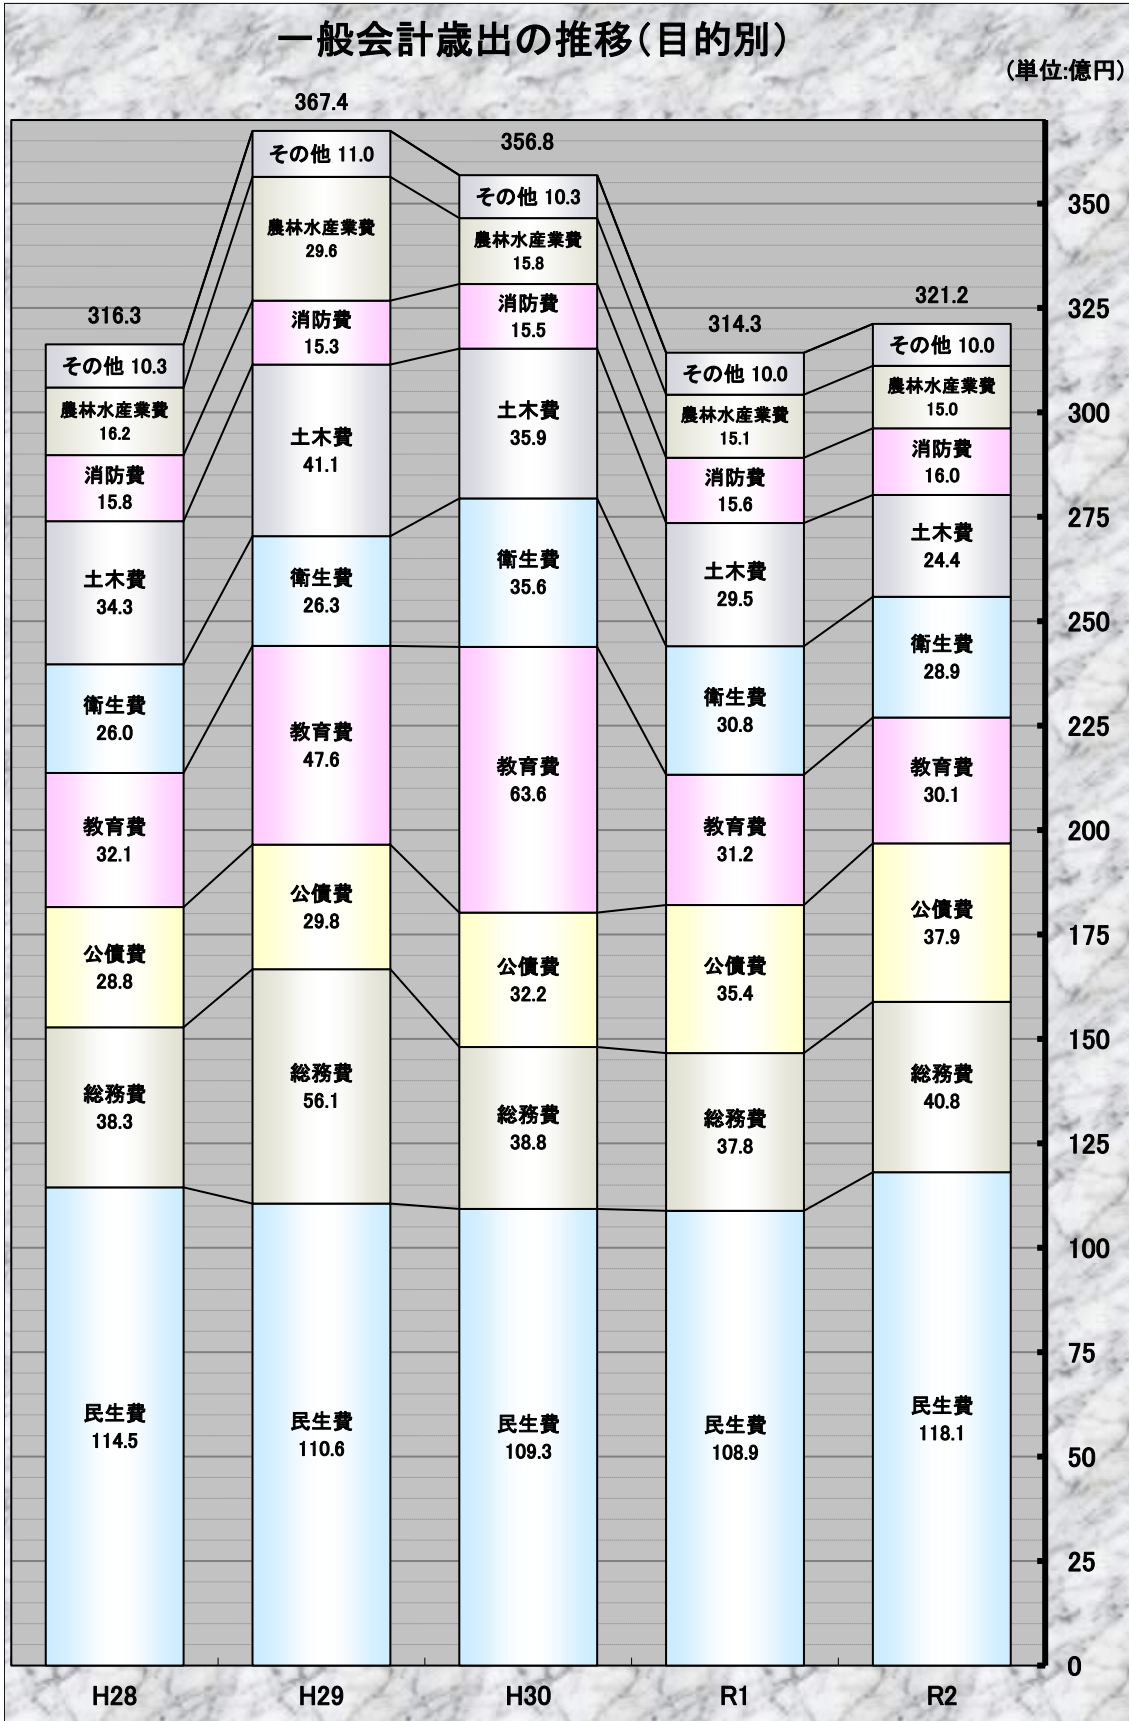 一般会計歳出の推移(目的別)
(単位:億円)
316.3
その他 10.3
農林水産業費
16.2
消防費
15.8
土木費
34.3
衛生費
26.0
教育費
32.1
公債費
28.8
総務費
38.3
民生費
114.5
H28
367.4
その他 11.0
農林水産業費
29.6
消防費
15.3
土木費
41.1
衛生費
26.3
教育費
47.6
公債費
29.8
総務費
56.1
民生費
110.6
H29
356.8
その他 10.3
農林水産業費
15.8
消防費
15.5
土木費
35.9
衛生費
35.6
教育費
63.6
公債費
32.2
総務費
38.8
民生費
109.3
H30
314.3
その他 10.0
農林水産業費
15.1
消防費
15.6
土木費
29.5
衛生費
30.8
教育費
31.2
公債費
35.4
総務費
37.8
民生費
108.9
R1
321.2
その他 10.0
農林水産業費
15.0
消防費
16.0
土木費
24.4
衛生費
28.9
教育費
30.1
公債費
37.9
総務費
40.8
民生費
118.1
R2
350
325
300
275
250
225
200
175
150
125
100
75
50
25
0